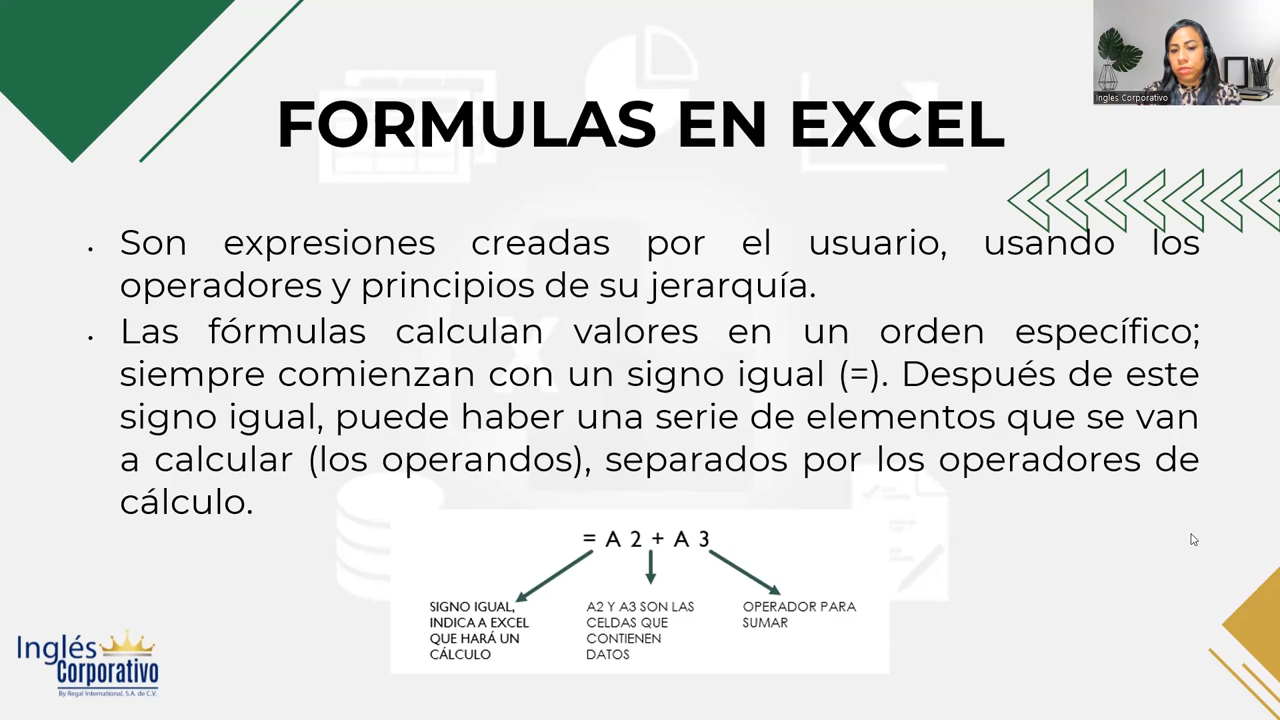 Ingles Corporativo
FORMULAS EN EXCEL
• Son expresiones creadas por el usuario, usando los
operadores y principios de su jerarquía.
• Las fórmulas calculan valores en un orden específico;
siempre comienzan con un signo igual (=). Después de este
signo igual, puede haber una serie de elementos que se van
a calcular (los operandos), separados por los operadores de
cálculo.
= A 2 + A 3
SIGNO IGUAL,
INDICA A EXCEL
QUE HARÁ UN
CÁLCULO
A2 Y A3 SON LAS
CELDAS QUE
CONTIENEN
DATOS
OPERADOR PARA
SUMAR
Inglés
Corporativo
By Regal International, S.A. de C.V.